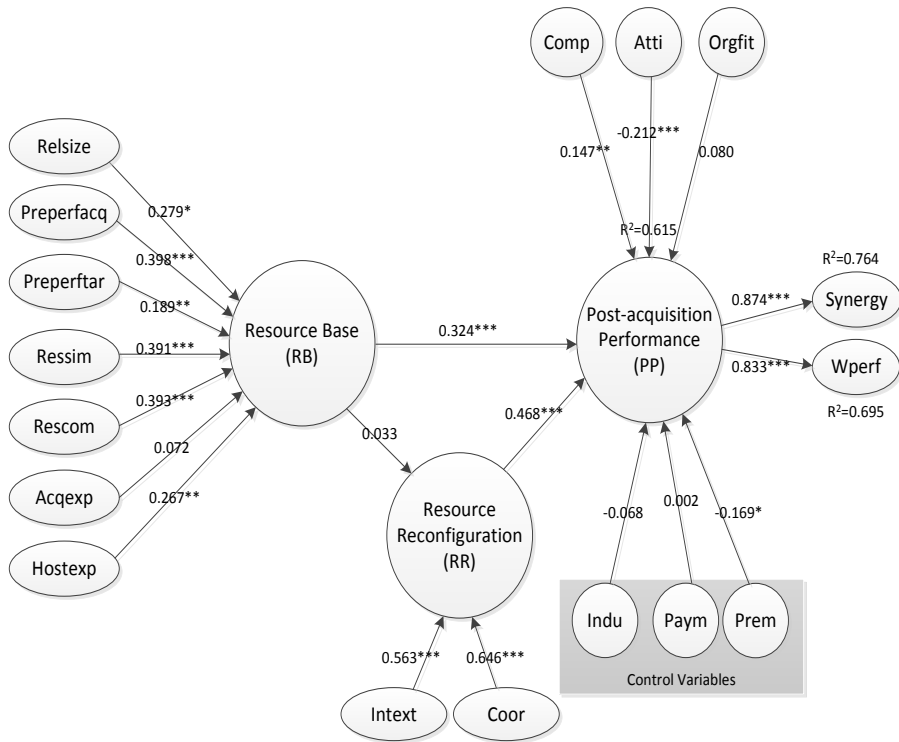 Comp
Atti
Orgfit
-0.212***
0.147**
0.080
Relsize
Preperfacq
0.279*
R²=0.615
0.398***
R²=0.764
Preperftar
0.189**
Resource Base
(RB)
Post-acquisition
Performance
(PP)
0.874***
Synergy
0.324***
Ressim
0.391***
0.833***
Wperf
Rescom
0.393***
R²=0.695
0.468***
0.033
0.072
Acqexp
0.267**
Hostexp
Resource
Reconfiguration
(RR)
-0.068
0.002
-0.169*
Indu
Paym
Prem
0.563***
0.646***
Control Variables
Intext
Coor